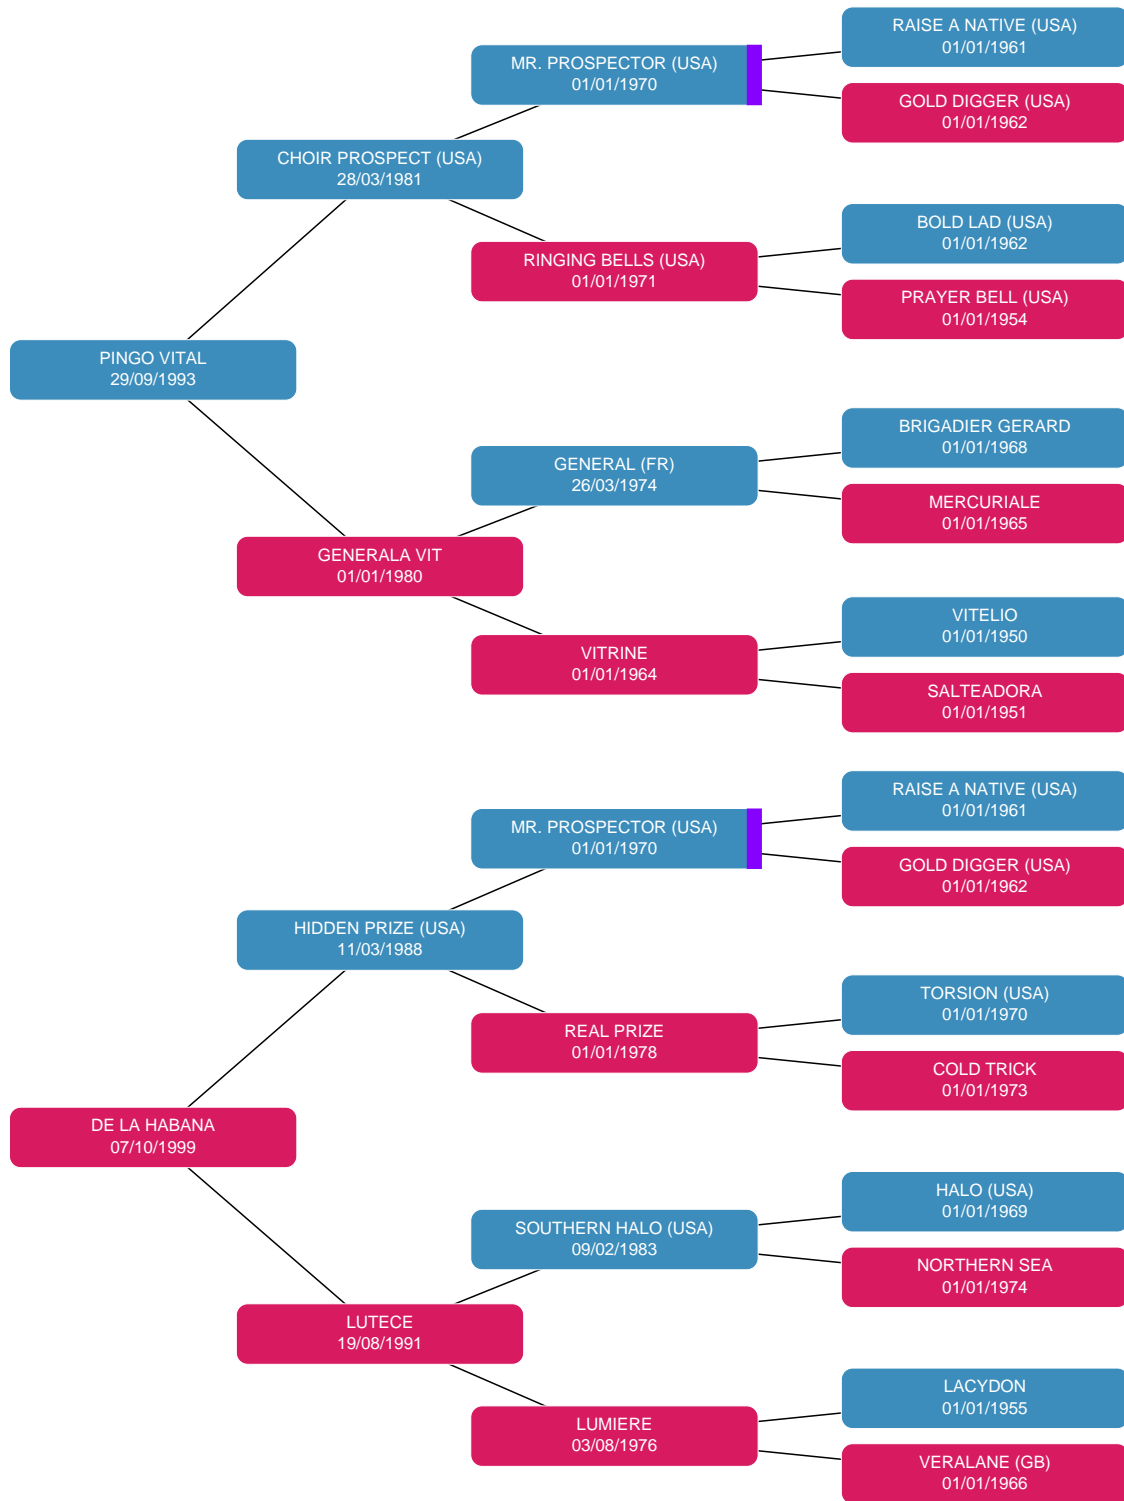 RAISE A NATIVE (USA)
01/01/1961
MR. PROSPECTOR (USA)
01/01/1970
GOLD DIGGER (USA)
01/01/1962
CHOIR PROSPECT (USA)
28/03/1981
BOLD LAD (USA)
01/01/1962
RINGING BELLS (USA)
01/01/1971
PRAYER BELL (USA)
01/01/1954
PINGO VITAL
29/09/1993
BRIGADIER GERARD
01/01/1968
GENERAL (FR)
26/03/1974
MERCURIALE
01/01/1965
GENERALA VIT
01/01/1980
VITELIO
01/01/1950
VITRINE
01/01/1964
SALTEADORA
01/01/1951
RAISE A NATIVE (USA)
01/01/1961
MR. PROSPECTOR (USA)
01/01/1970
GOLD DIGGER (USA)
01/01/1962
HIDDEN PRIZE (USA)
11/03/1988
TORSION (USA)
01/01/1970
REAL PRIZE
01/01/1978
COLD TRICK
01/01/1973
DE LA HABANA
07/10/1999
HALO (USA)
01/01/1969
SOUTHERN HALO (USA)
09/02/1983
NORTHERN SEA
01/01/1974
LUTECE
19/08/1991
LACYDON
01/01/1955
LUMIERE
03/08/1976
VERALANE (GB)
01/01/1966